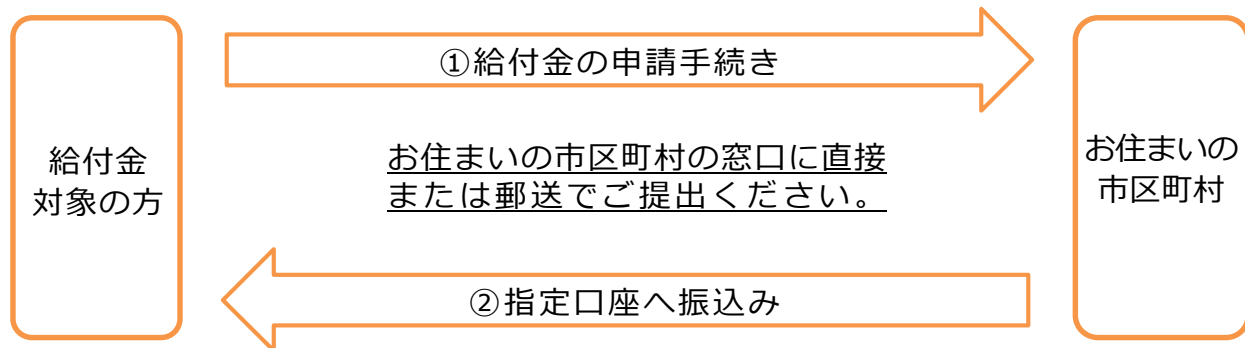 ①給付金の申請手続き
給付金
対象の方
お住まいの市区町村の窓口に直接
または郵送でご提出ください。
お住まいの
市区町村
②指定口座へ振込み